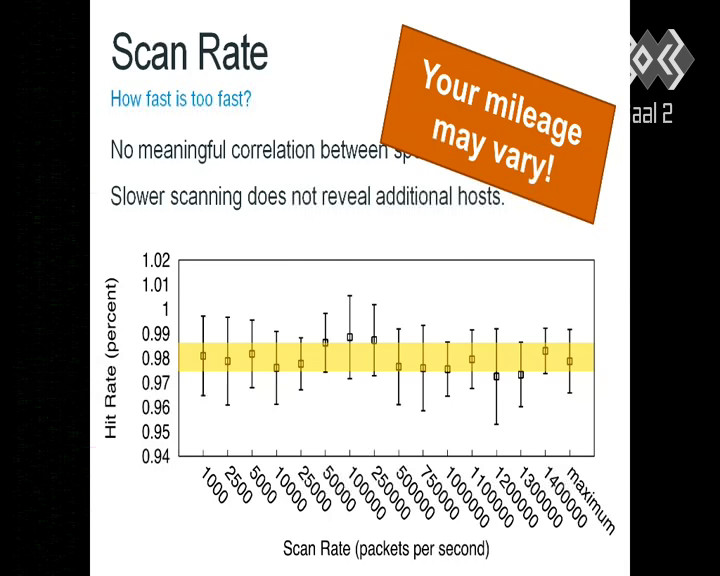 Scan Rate
How fast is too fast?
Your mileage
may vary!
aal 2
No meaningful correlation between
Slower scanning does not reveal additional hosts.
Hit Rate (percent)
1.02
1.01
1
0.99
0.98
0.97
0.96
0.95
0.94
1000
2500
5000
10000
25000
50000
100000
250000
500000
750000
1000000
1100000
1200000
1300000
1400000
maximum
Scan Rate (packets per second)